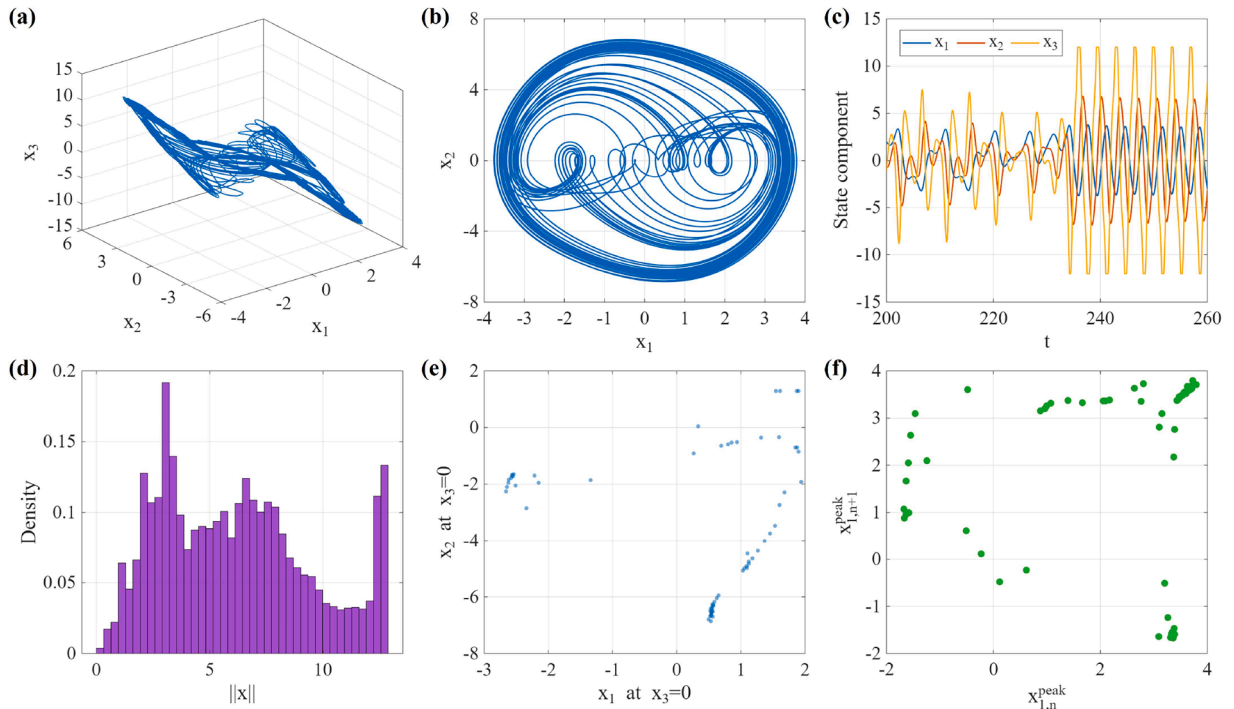 (a)
15
10
5
0
-5
-10
-15
x3
6
3
0
-3
-6
x2
-4
-2
0
2
4
x1
(b)
8
4
0
-4
-8
x2
-4 -3 -2 -1 0 1 2 3 4
x1
(c)
x1 x2 x3
15
10
5
0
-5
-10
-15
State component
200 220 240 260
t
(d)
0.2
0.15
0.1
0.05
0
Density
0 5 10
||x||
(e)
2
0
-2
-4
-6
-8
x2 at x3=0
-3 -2 -1 0 1 2
x1 at x3=0
(f)
4
3
2
1
0
-1
-2
x^peak_1,n+1
-2 0 2 4
x^peak_1,n